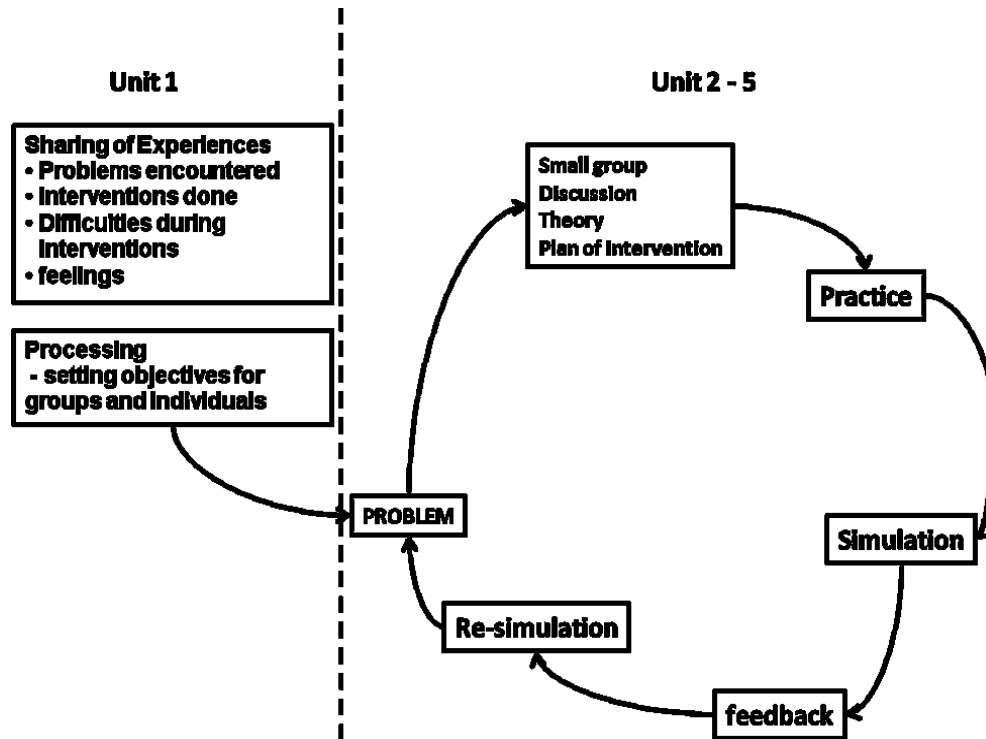 Unit 1
Sharing of Experiences
• Problems encountered
• Interventions done
• Difficulties during
interventions
• feelings
Processing
- setting objectives for
groups and individuals
Unit 2 - 5
Small group
Discussion
Theory
Plan of intervention
Practice
Simulation
feedback
Re-simulation
PROBLEM